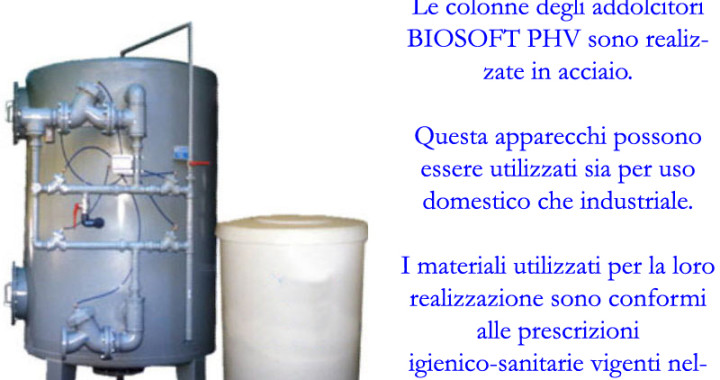 Le colonne degli addolcitori
BIOSOFT PHV sono realiz-
zate in acciaio.
Questa apparecchi possono
essere utilizzati sia per uso
domestico che industriale.
I materiali utilizzati per la loro
realizzazione sono conformi
alle prescrizioni
igienico-sanitarie vigenti nel-